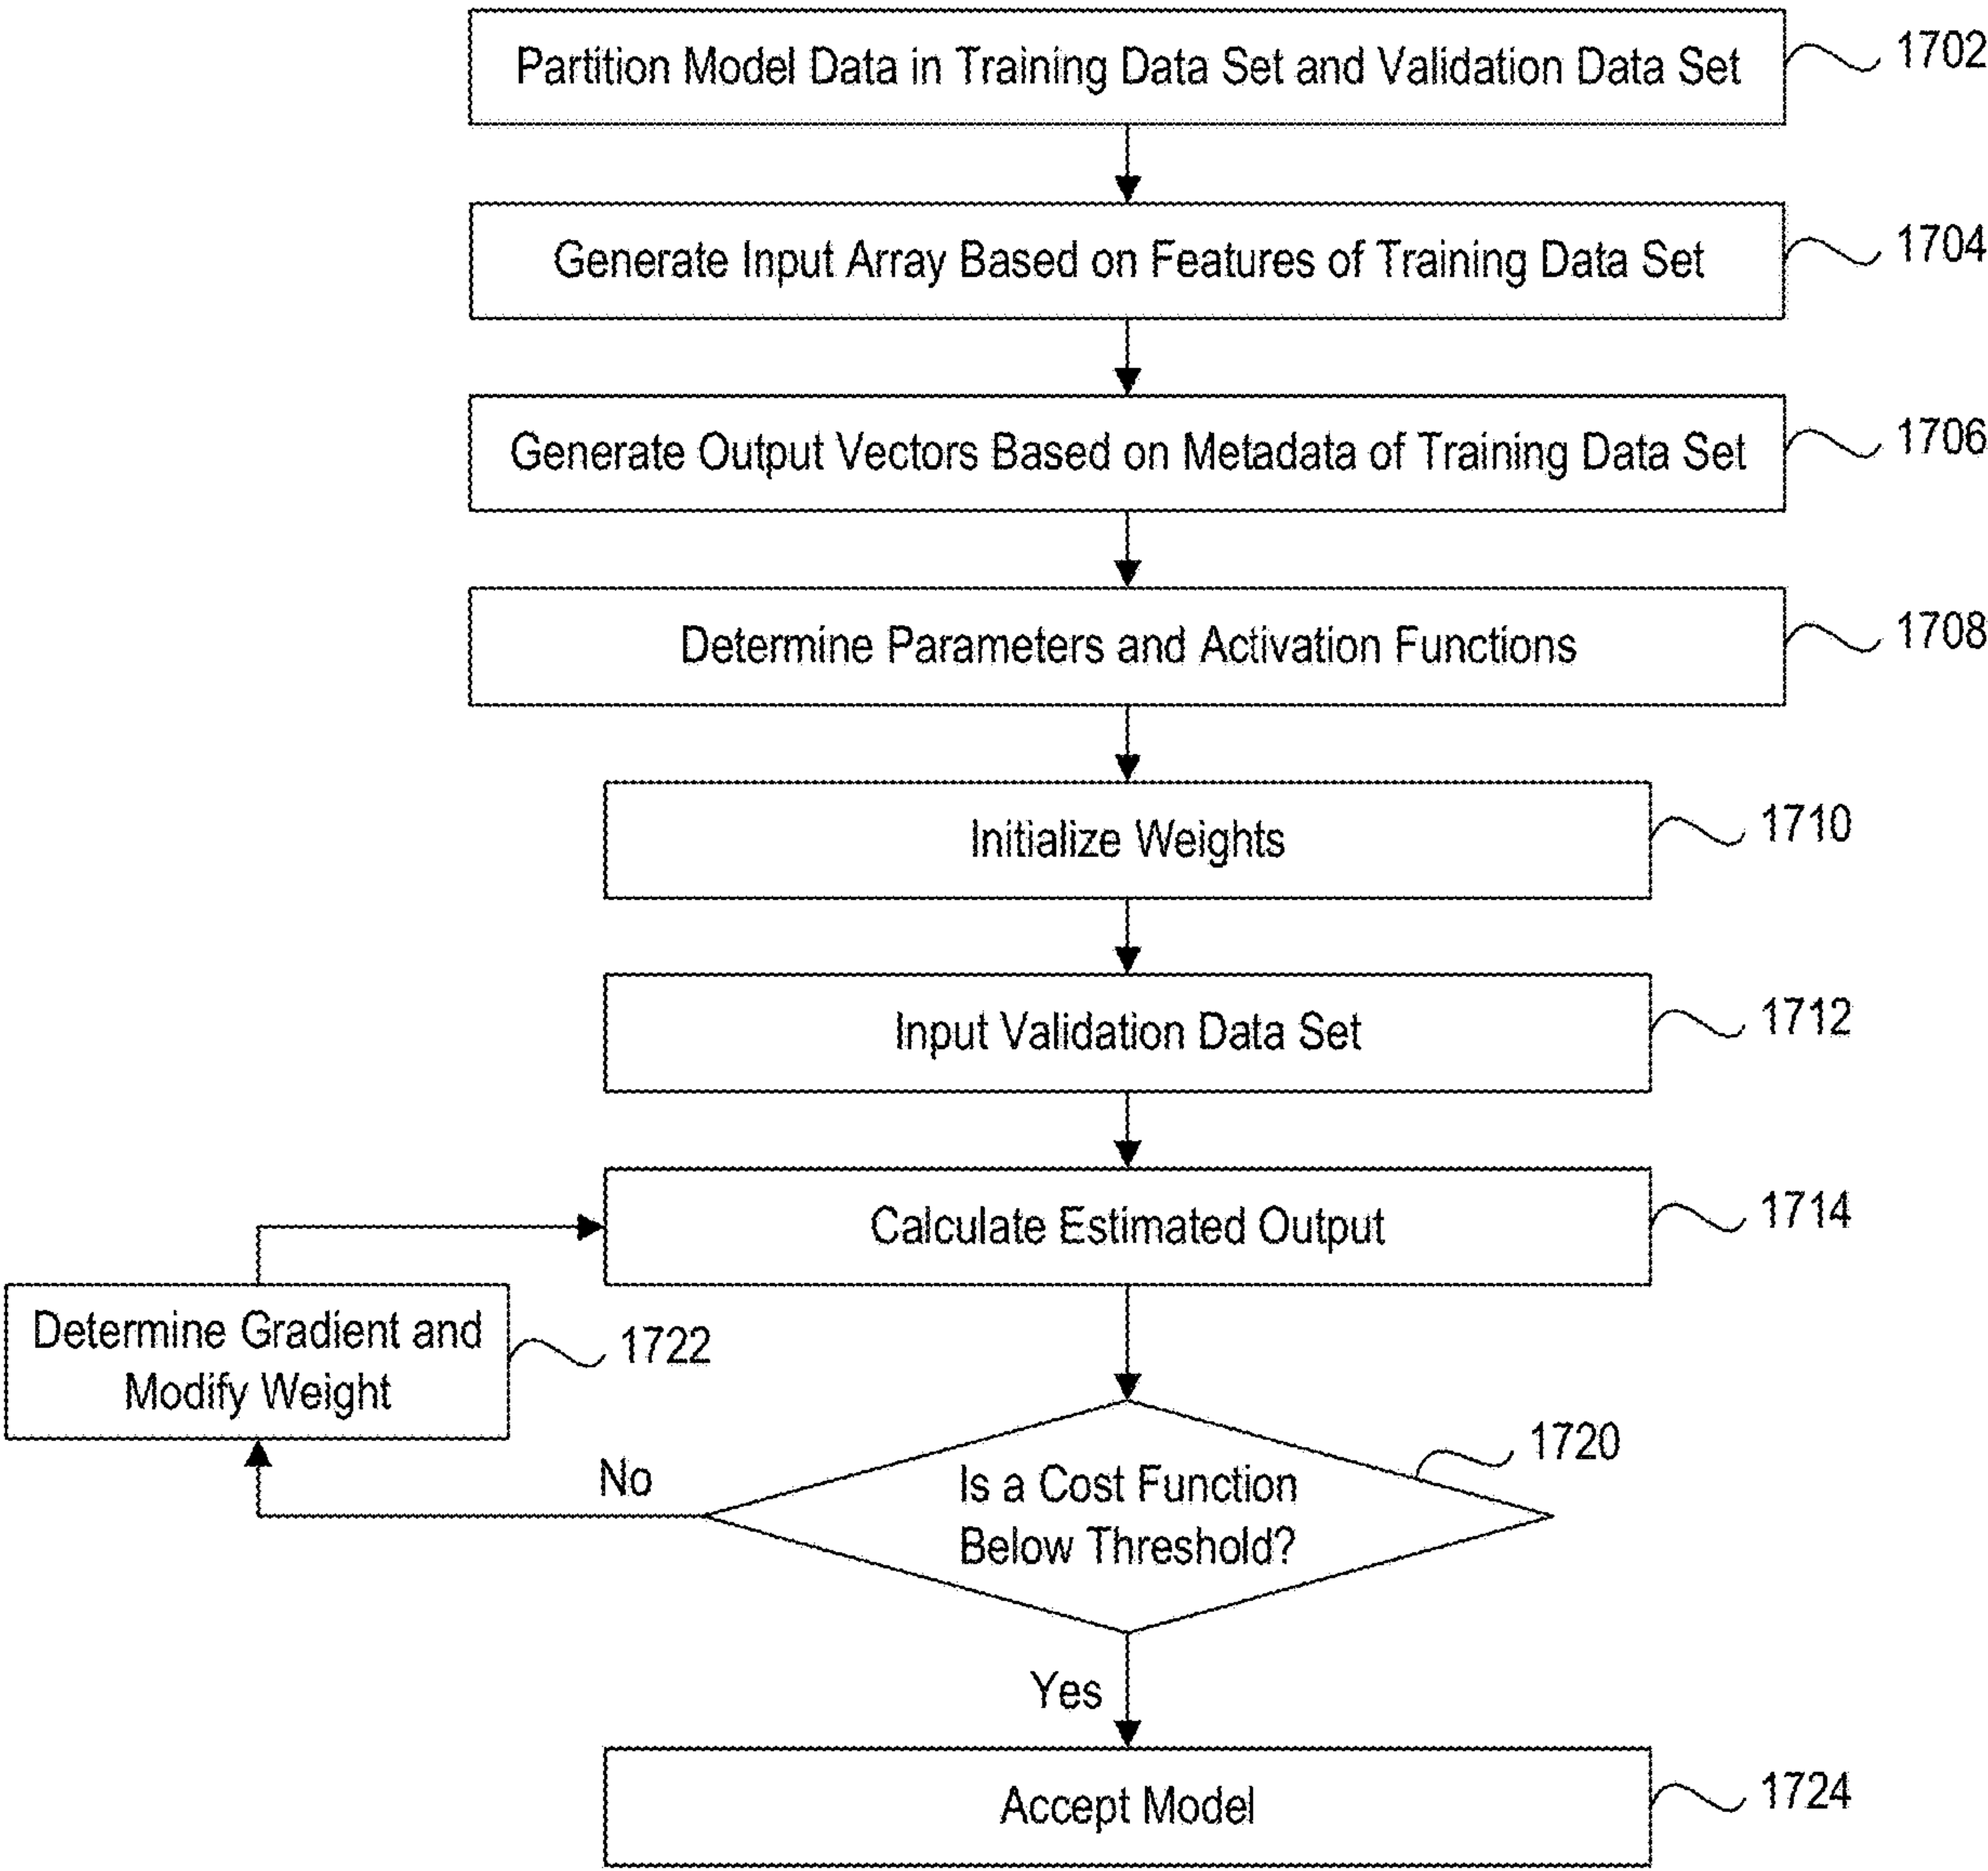 Partition Model Data in Training Data Set and Validation Data Set
1702
Generate Input Array Based on Features of Training Data Set
1704
Generate Output Vectors Based on Metadata of Training Data Set
1706
Determine Parameters and Activation Functions
1708
Initialize Weights
1710
Input Validation Data Set
1712
Calculate Estimated Output
1714
Determine Gradient and
Modify Weight
1722
No
Is a Cost Function
Below Threshold?
1720
Yes
Accept Model
1724